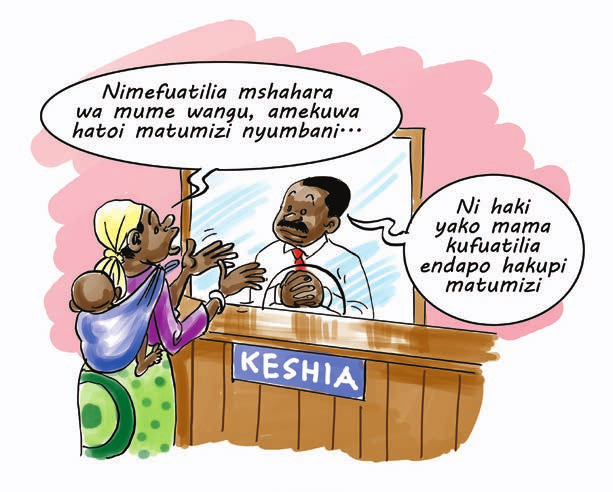 Nimefuatilia mshahara
wa mume wangu, amekuwa
hatoi matumizi nyumbani...
Ni haki
yako mama
kufuatilia
endapo hakupi
matumizi
KESHIA